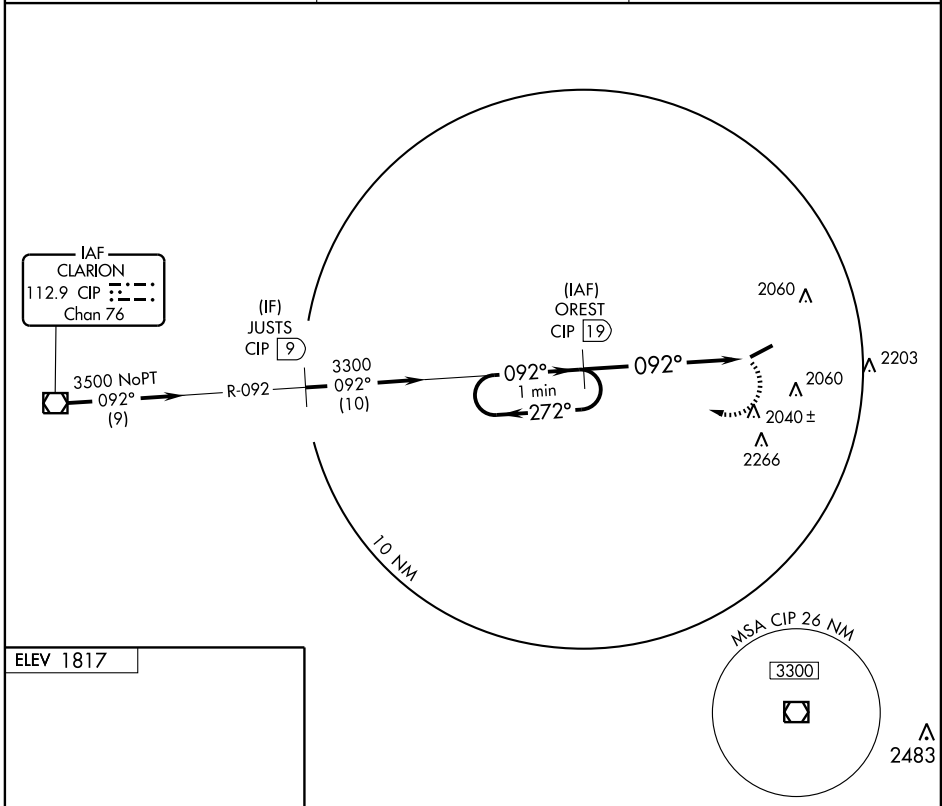 IAF
CLARION
112.9 CIP
Chan 76
3500 NoPT
092°
(9)
R-092
(IF)
JUSTS
CIP 9
3300
092°
(10)
(IAF)
OREST
CIP 19
092°
1 min
272°
092°
2060
2203
2060
2040 ±
2266
10 NM
MSA CIP 26 NM
3300
2483
ELEV 1817